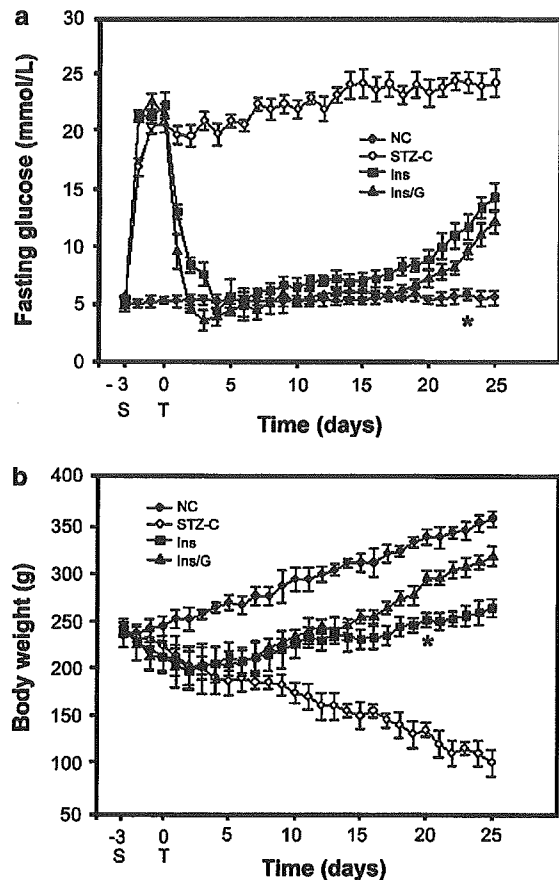 a
30
25
20
15
10
5
0
Fasting glucose (mmol/L)
NC
STZ-C
Ins
Ins/G
*
-3 0 5 10 15 20 25
S T
Time (days)
b
400
350
300
250
200
150
100
50
Body weight (g)
NC
STZ-C
Ins
Ins/G
*
-3 0 5 10 15 20 25
S T
Time (days)